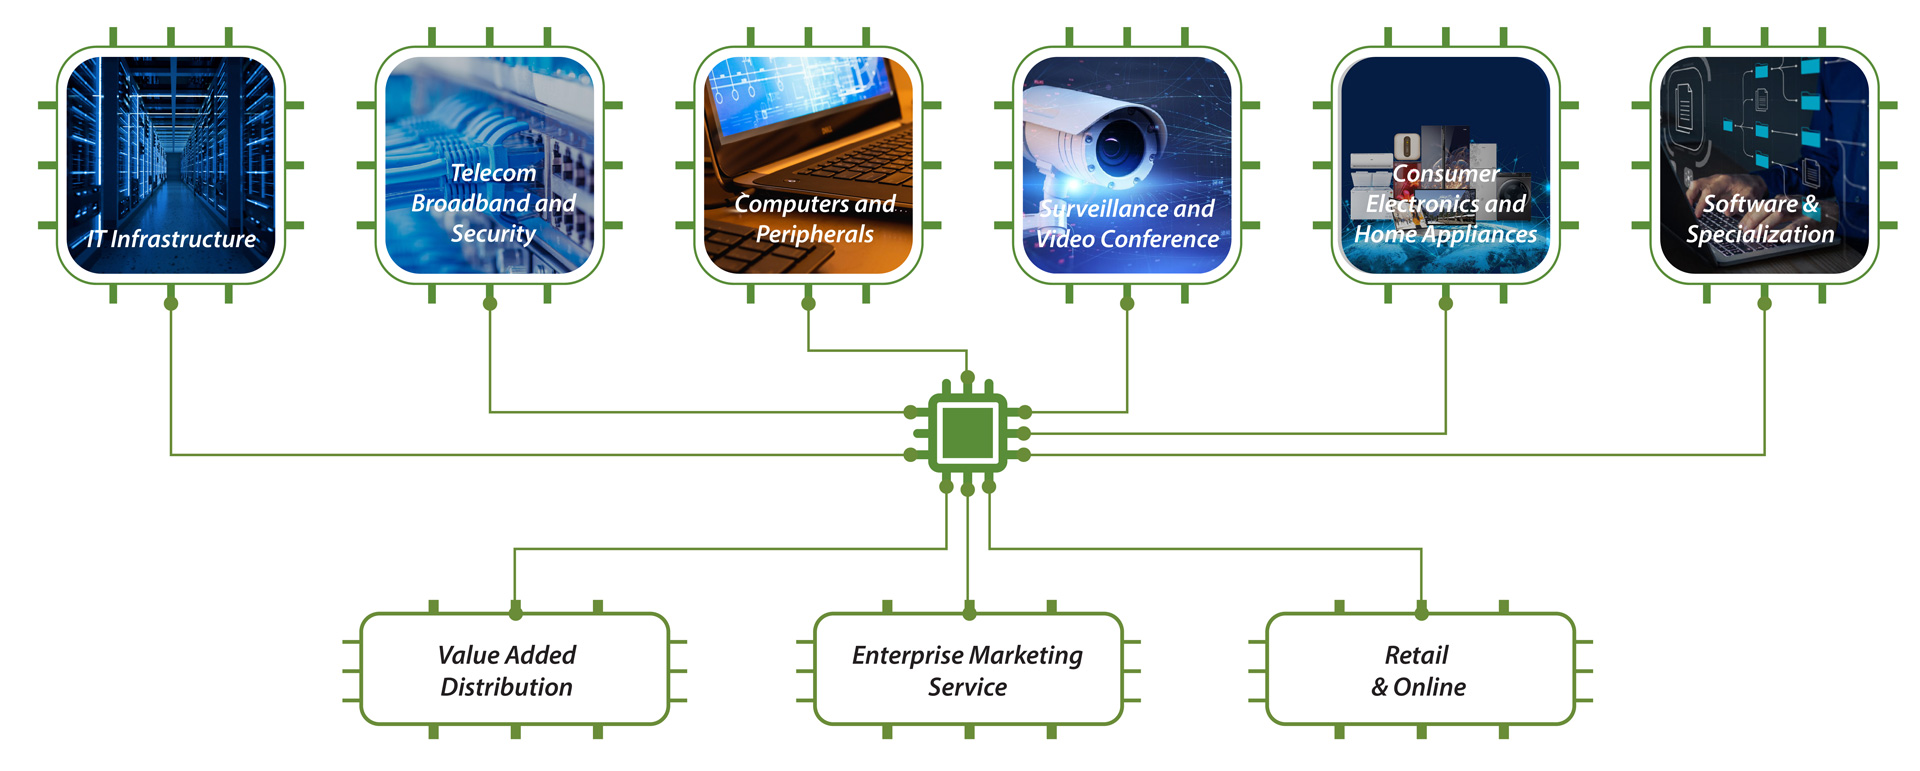 IT Infrastructure
Telecom
Broadband and
Security
Computers and
Peripherals
Surveillance and
Video Conference
Consumer
Electronics and
Home Appliances
Software &
Specialization
Value Added
Distribution
Enterprise Marketing
Service
Retail
& Online